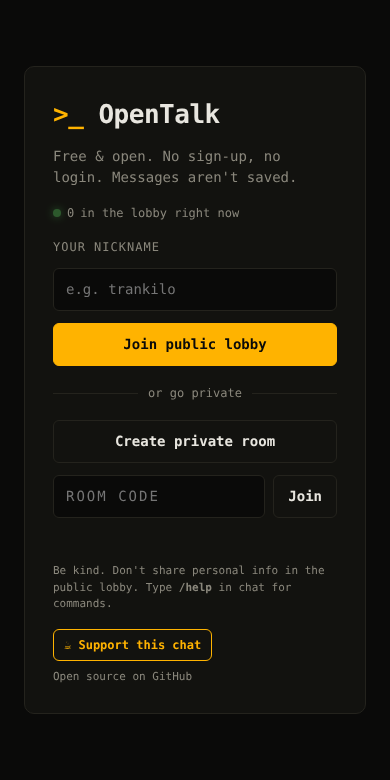 >_ OpenTalk
Free & open. No sign-up, no
login. Messages aren't saved.
0 in the lobby right now
YOUR NICKNAME
e.g. trankilo
Join public lobby
or go private
Create private room
ROOM CODE
Join
Be kind. Don't share personal info in the
public lobby. Type /help in chat for
commands.
☕ Support this chat
Open source on GitHub